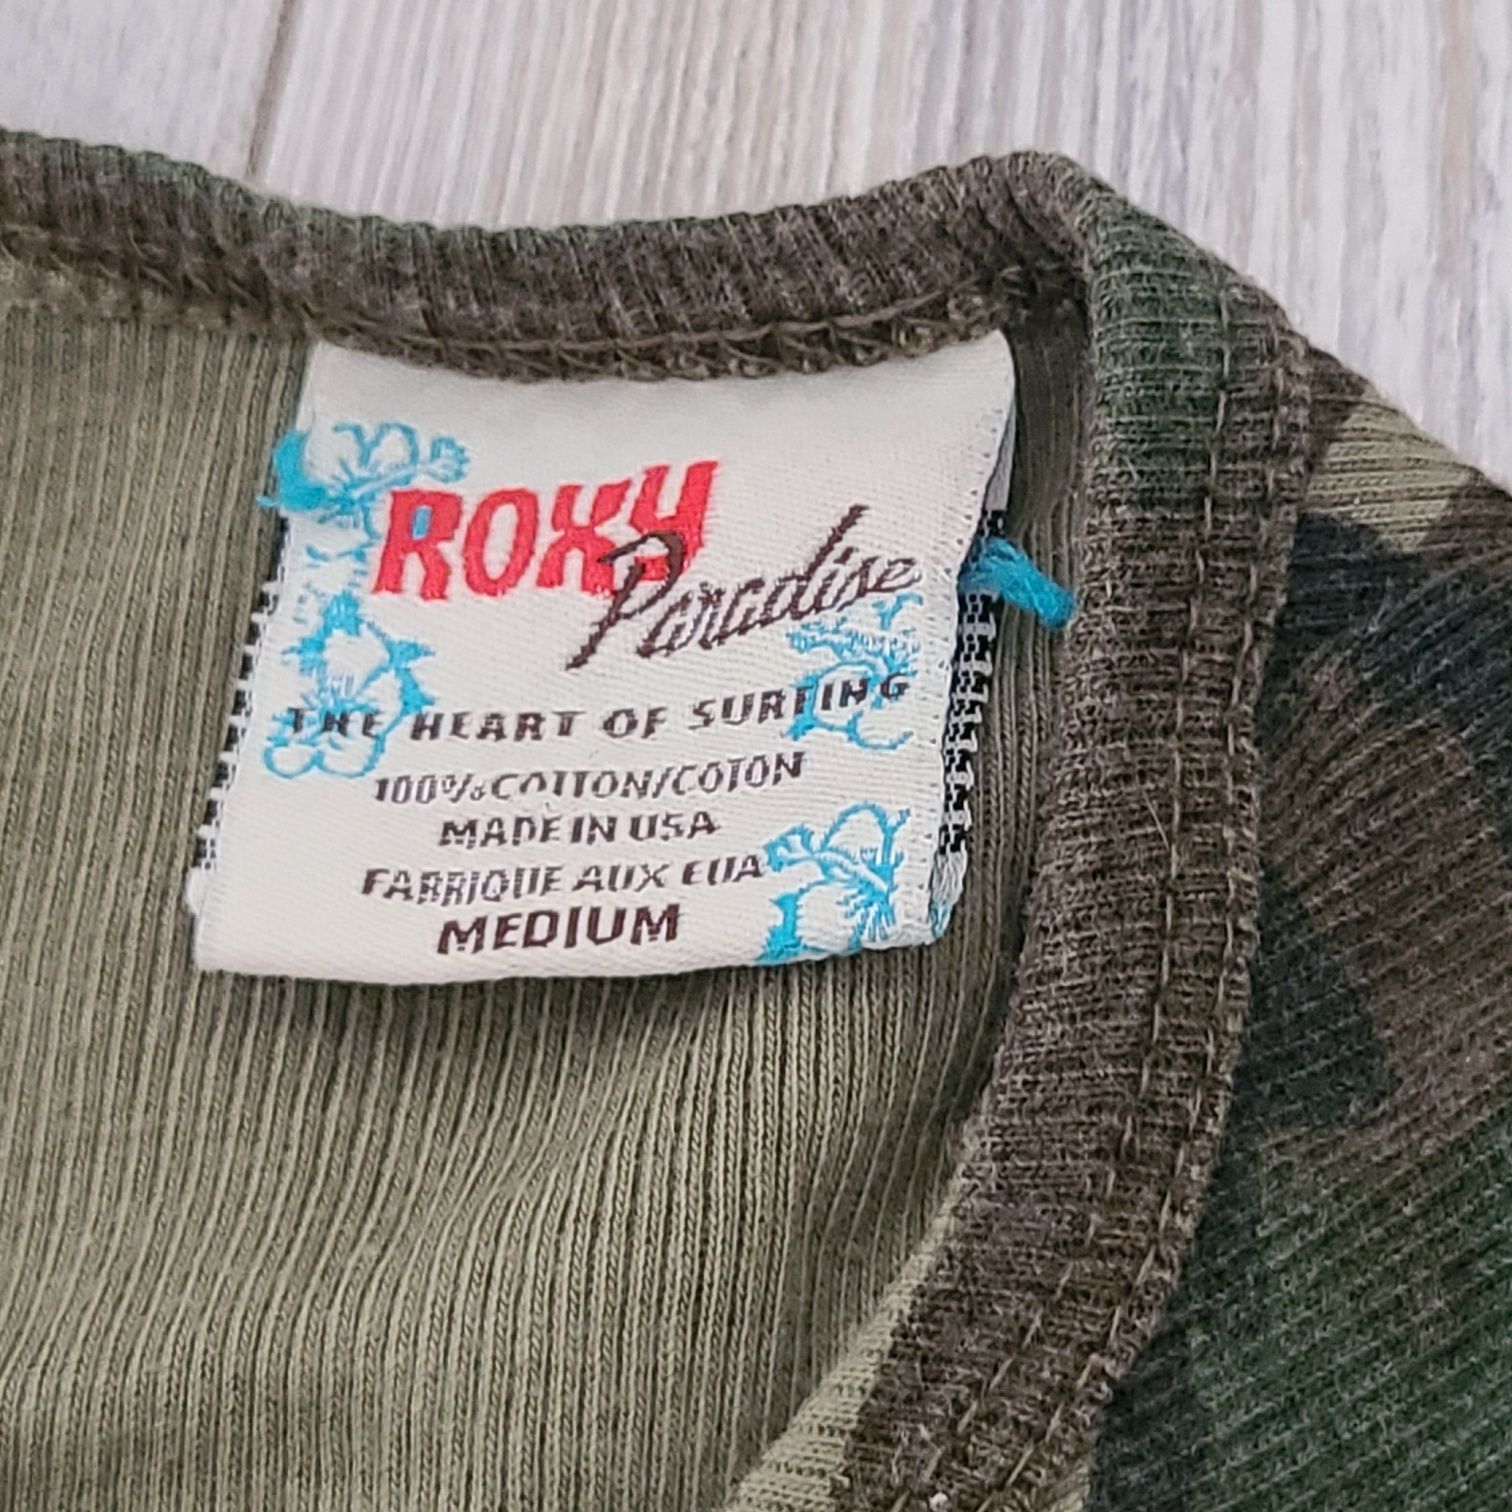 ROXY
Paradise
THE HEART OF SURFING
100% COTTON/COTON
MADE IN USA
FABRIQUE AUX EUA
MEDIUM